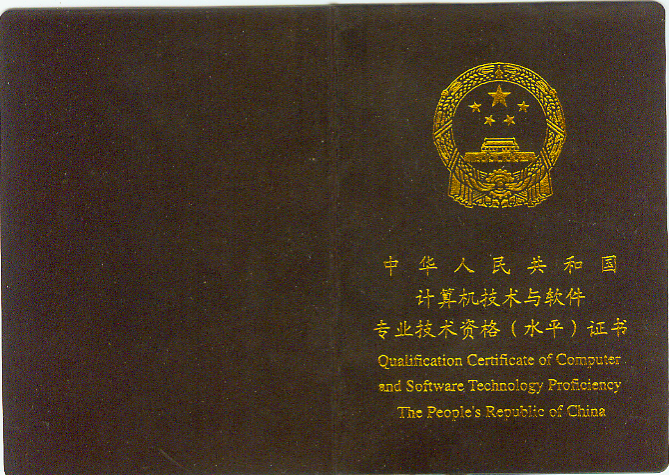 中华人民共和国
计算机技术与软件
专业技术资格（水平）证书
Qualification Certificate of Computer
and Software Technology Proficiency
The People's Republic of China